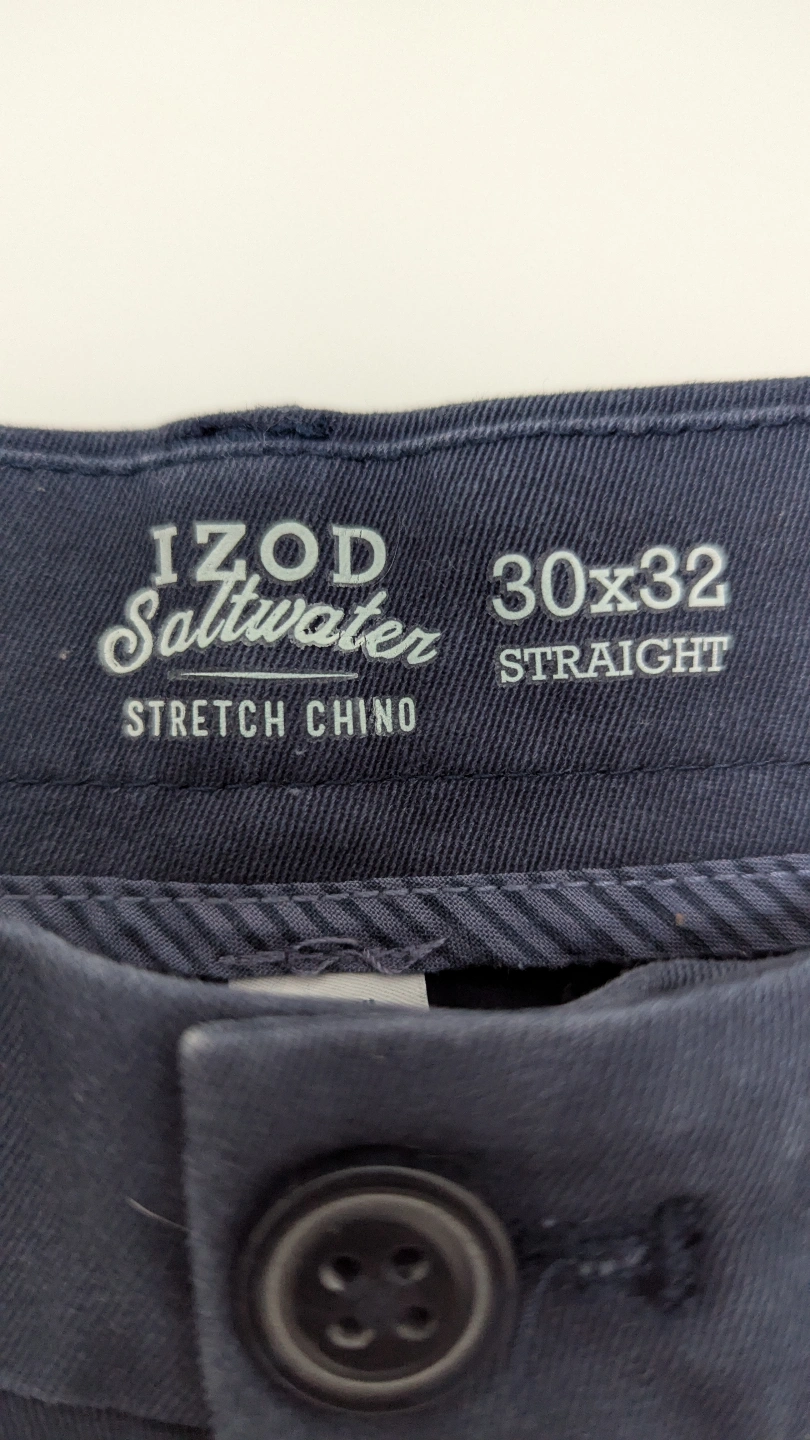 IZOD
Saltwater
STRETCH CHINO
30x32
STRAIGHT